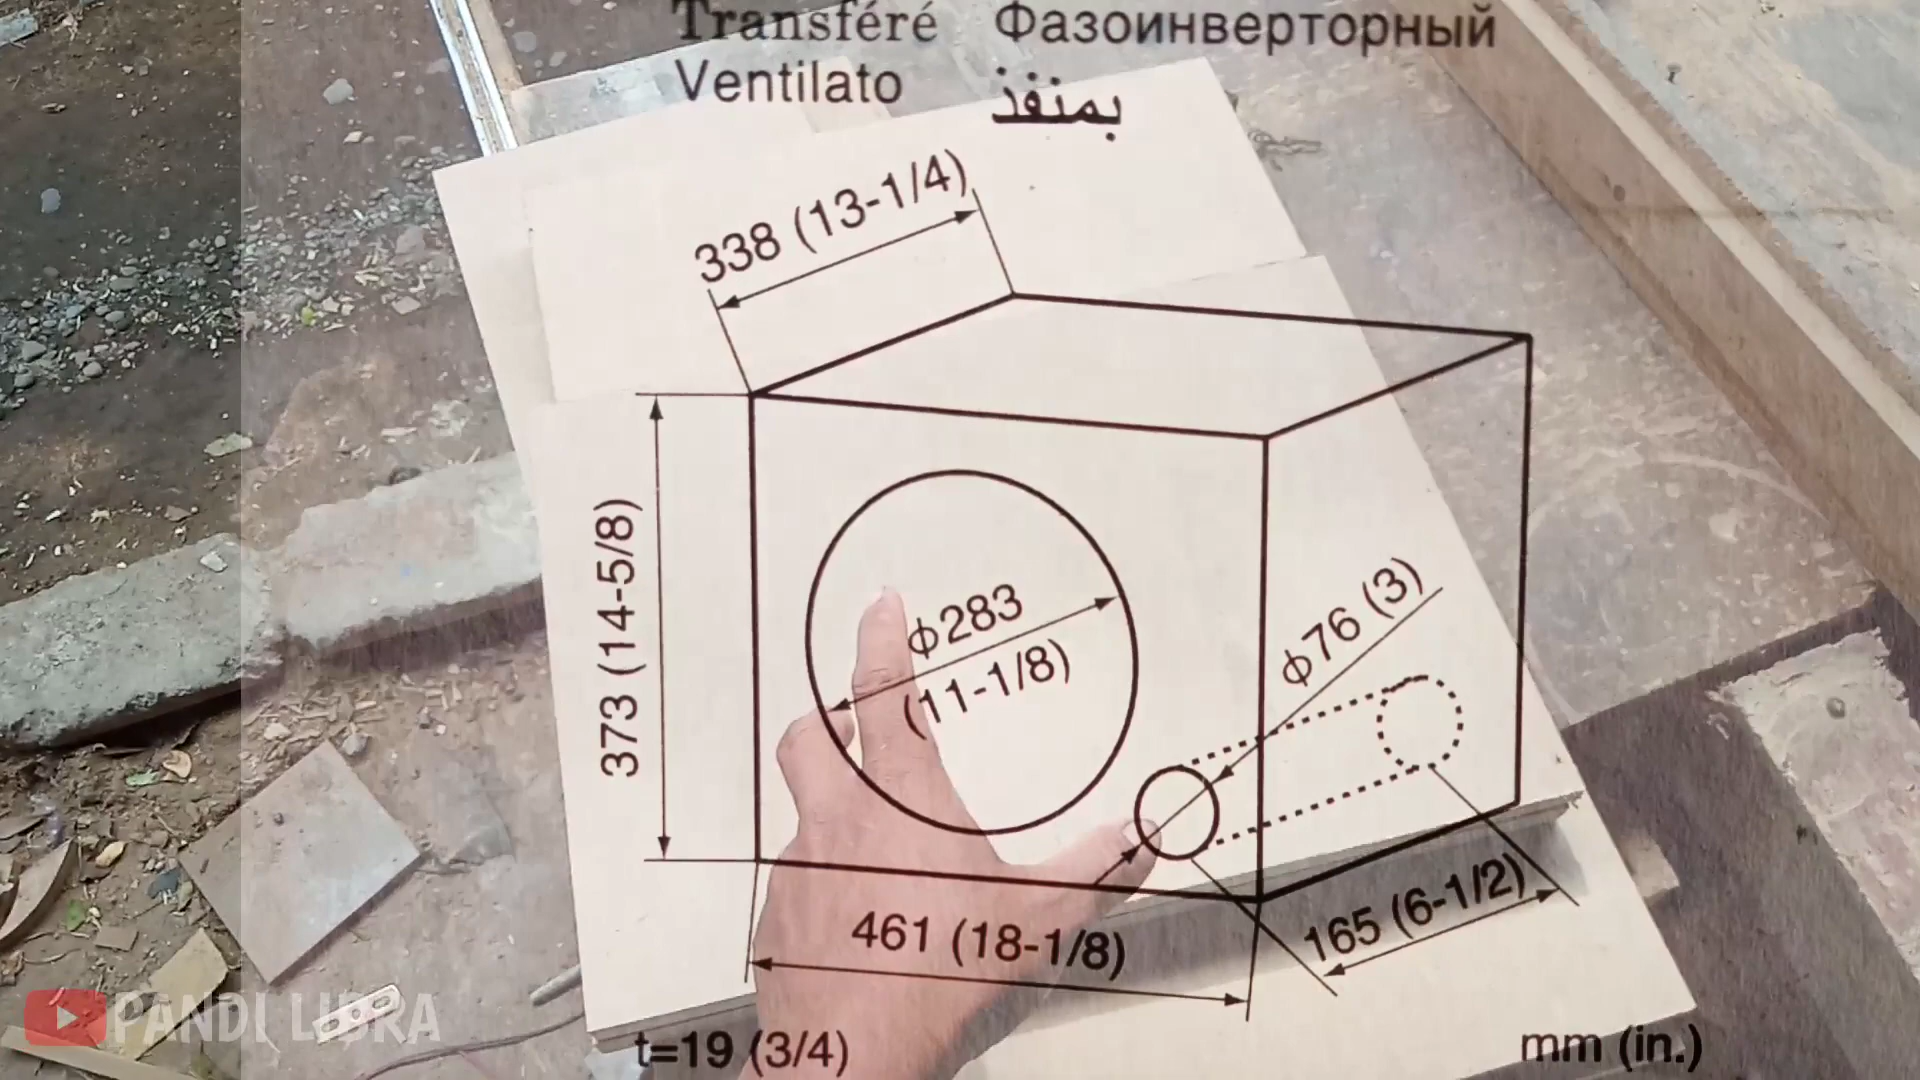 Transféré Фазоинверторный
Ventilato بمنفذ
338 (13-1/4)
373 (14-5/8)
ϕ283
(11-1/8)
ϕ76 (3)
461 (18-1/8)
165 (6-1/2)
PANDI LIBRA
t=19 (3/4) mm (in.)